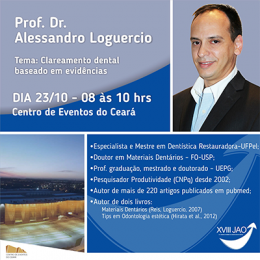 Prof. Dr.
Alessandro Loguercio
Tema: Clareamento dental
baseado em evidências
DIA 23/10 - 08 às 10 hrs
Centro de Eventos do Ceará
•Especialista e Mestre em Dentística Restauradora-UFPel;
•Doutor em Materiais Dentários - FO-USP;
•Prof. graduação, mestrado e doutorado - UEPG;
•Pesquisador Produtividade (CNPq) desde 2002;
•Autor de mais de 220 artigos publicados em pubmed;
•Autor de dois livros:
Materiais Dentários (Reis, Loguercio, 2007)
Tips em Odontologia estética (Hirata et al., 2012)
XVIII JAO